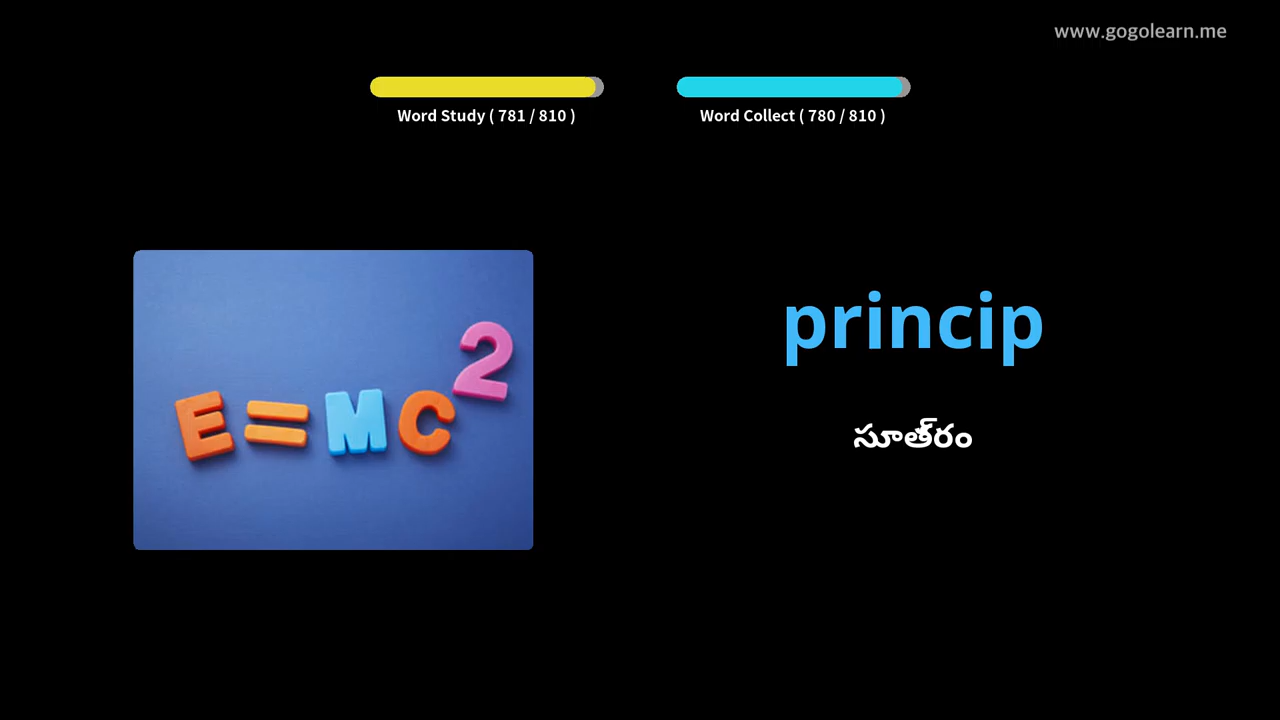 www.gogolearn.me
Word Study ( 781 / 810 )
Word Collect ( 780 / 810 )
E=MC²
princip
సూత్రం